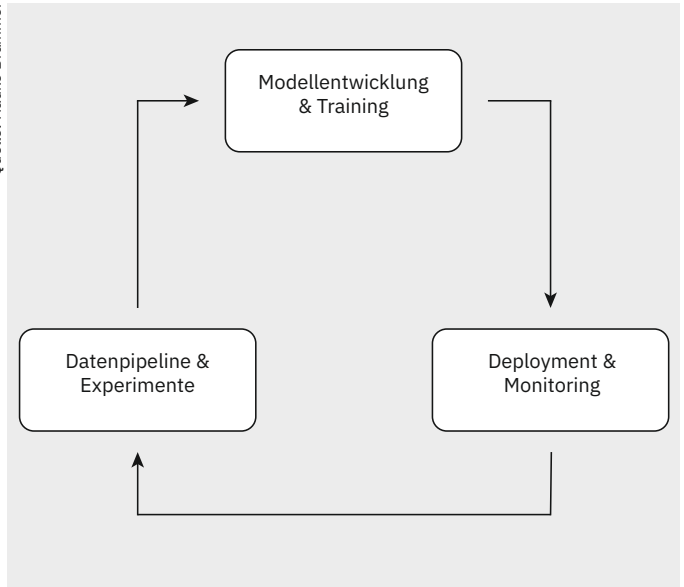 Modellentwicklung
& Training
Datenpipeline &
Experimente
Deployment &
Monitoring